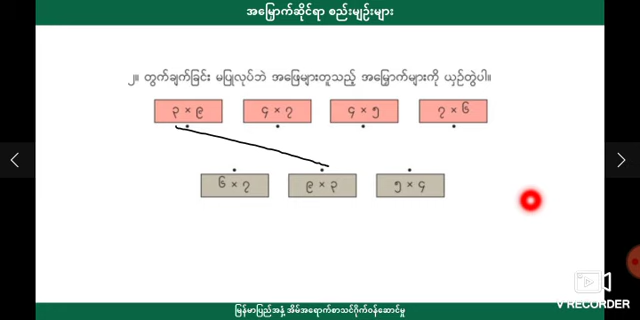 အမြှောက်ဆိုင်ရာ စည်းမျဉ်းများ
၂။ တွက်ချက်ခြင်း မပြုလုပ်ဘဲ အဖြေများတူသည့် အမြှောက်များကို ယှဉ်တွဲပါ။
၃ × ၉ ၄ × ၇ ၄ × ၅ ၇ × ၆
၆ × ၇ ၉ × ၃ ၅ × ၄
V RECORDER
မြန်မာပြည်အနှံ့ အိမ်အရောက်စာသင်ဂိုက်ဝန်ဆောင်မှု